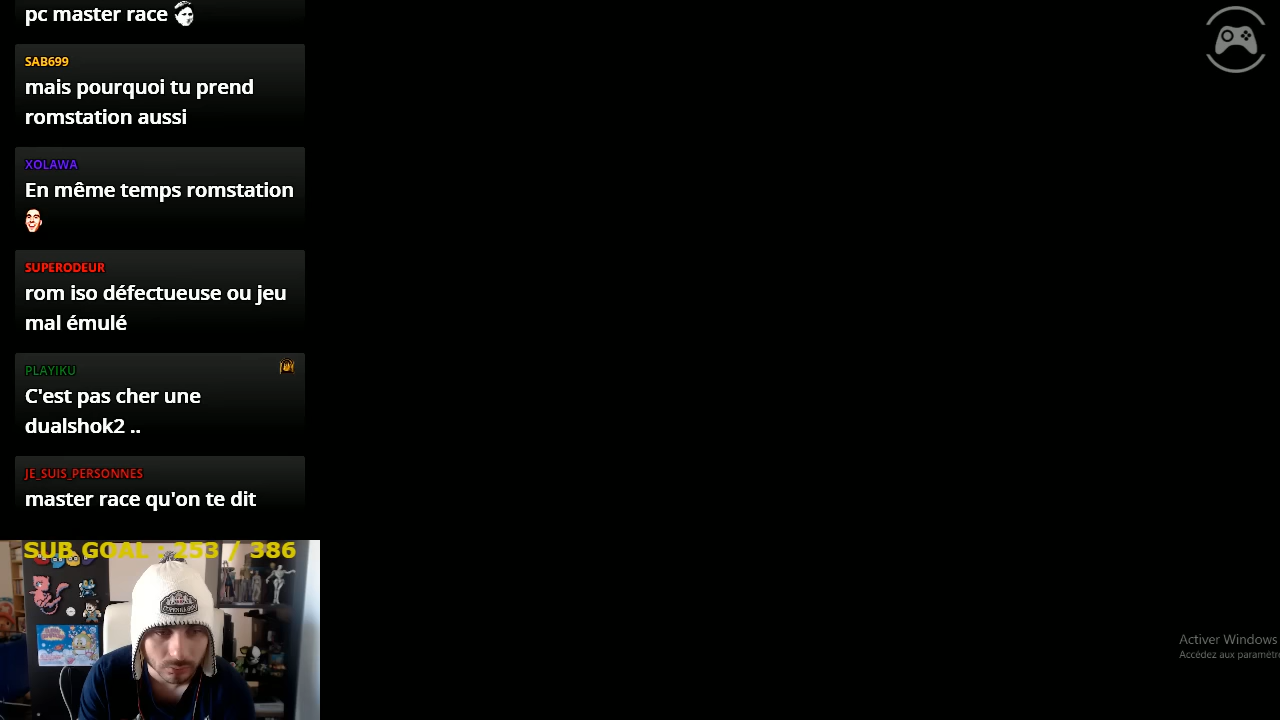 pc master race
SAB699
mais pourquoi tu prend
romstation aussi
XOLAWA
En même temps romstation
SUPERODEUR
rom iso défectueuse ou jeu
mal émulé
PLAYIKU
C'est pas cher une
dualshok2 ..
JE_SUIS_PERSONNES
master race qu'on te dit
SUB GOAL : 253 / 386
Activer Windows
Accédez aux paramètre